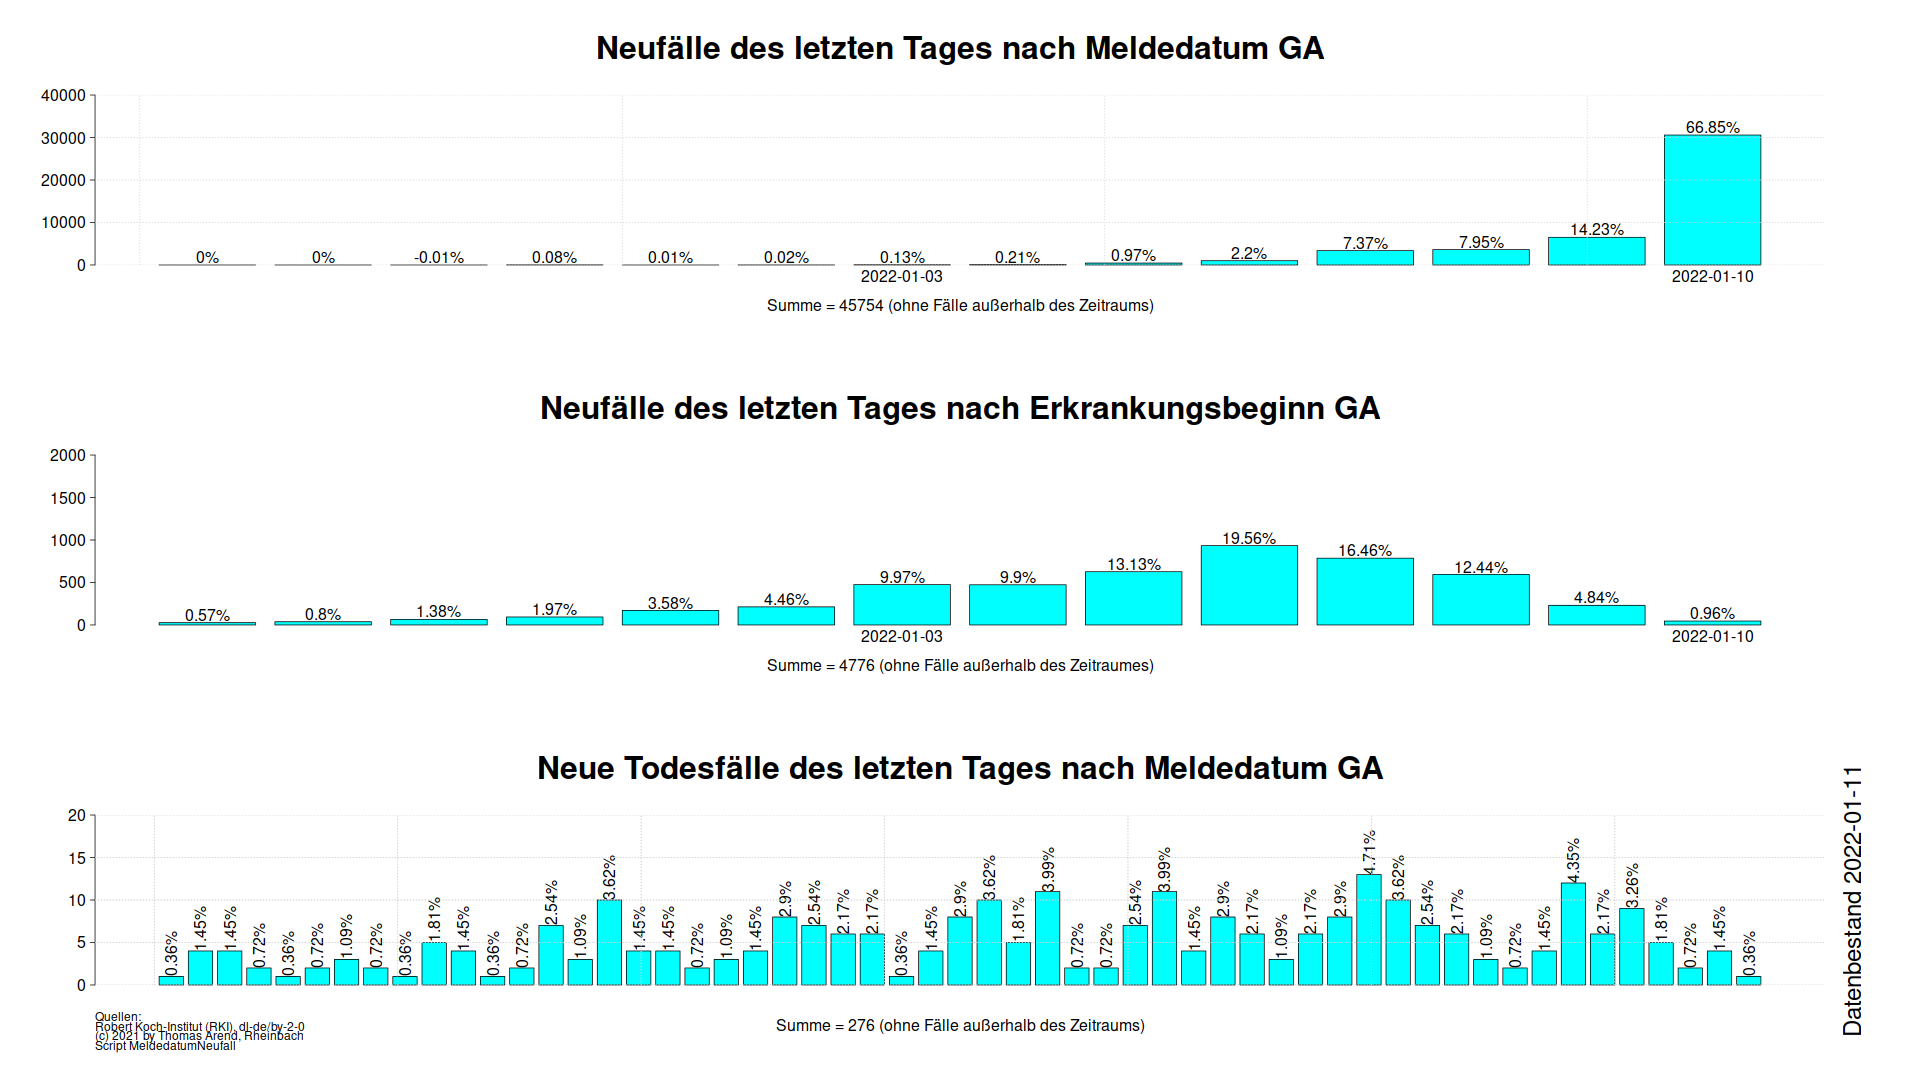 Neufälle des letzten Tages nach Meldedatum GA
40000
30000
20000
10000
0
0% 0% -0.01% 0.08% 0.01% 0.02% 0.13% 0.21% 0.97% 2.2% 7.37% 7.95% 14.23% 66.85%
2022-01-03 2022-01-10
Summe = 45754 (ohne Fälle außerhalb des Zeitraums)
Neufälle des letzten Tages nach Erkrankungsbeginn GA
2000
1500
1000
500
0
0.57% 0.8% 1.38% 1.97% 3.58% 4.46% 9.97% 9.9% 13.13% 19.56% 16.46% 12.44% 4.84% 0.96%
2022-01-03 2022-01-10
Summe = 4776 (ohne Fälle außerhalb des Zeitraumes)
Neue Todesfälle des letzten Tages nach Meldedatum GA
20
15
10
5
0
0.36% 1.45% 1.45% 0.72% 0.36% 0.72% 1.09% 0.72% 0.36% 1.81% 1.45% 0.36% 0.72% 2.54% 1.09% 3.62% 1.45% 1.45% 0.72% 1.09% 1.45% 2.9% 2.54% 2.17% 2.17% 0.36% 1.45% 2.9% 3.62% 1.81% 3.99% 0.72% 0.72% 2.54% 3.99% 1.45% 2.9% 2.17% 1.09% 2.17% 2.9% 4.71% 3.62% 2.54% 2.17% 1.09% 0.72% 1.45% 4.35% 2.17% 3.26% 1.81% 0.72% 1.45% 0.36%
Summe = 276 (ohne Fälle außerhalb des Zeitraums)
Quellen:
Robert Koch-Institut (RKI), dl-de/by-2-0
(c) 2021 by Thomas Arend, Rheinbach
Script MeldedatumNeufall
Datenbestand 2022-01-11